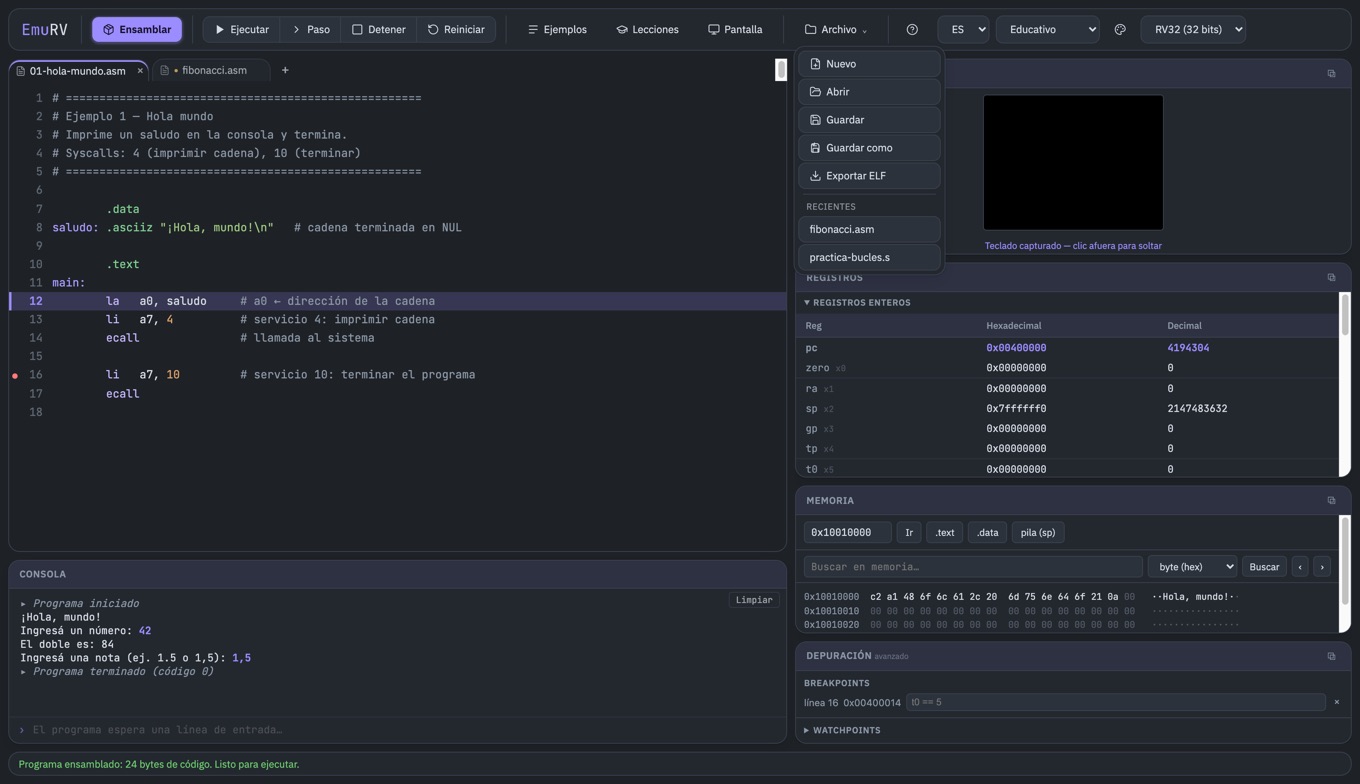 EmuRV
Ensamblar
Ejecutar
Paso
Detener
Reiniciar
Ejemplos
Lecciones
Pantalla
Archivo
ES
Educativo
RV32 (32 bits)
01-hola-mundo.asm ×
• fibonacci.asm
+
1 # =====================================================
2 # Ejemplo 1 — Hola mundo
3 # Imprime un saludo en la consola y termina.
4 # Syscalls: 4 (imprimir cadena), 10 (terminar)
5 # =====================================================
6
7 .data
8 saludo: .asciiz "¡Hola, mundo!\n" # cadena terminada en NUL
9
10 .text
11 main:
12 la a0, saludo # a0 ← dirección de la cadena
13 li a7, 4 # servicio 4: imprimir cadena
14 ecall # llamada al sistema
15
16 li a7, 10 # servicio 10: terminar el programa
17 ecall
18
CONSOLA
Limpiar
▸ Programa iniciado
¡Hola, mundo!
Ingresá un número: 42
El doble es: 84
Ingresá una nota (ej. 1.5 o 1,5): 1,5
▸ Programa terminado (código 0)
› El programa espera una línea de entrada…
Nuevo
Abrir
Guardar
Guardar como
Exportar ELF
RECIENTES
fibonacci.asm
practica-bucles.s
Teclado capturado — clic afuera para soltar
REGISTROS
▾ REGISTROS ENTEROS
Reg Hexadecimal Decimal
pc 0x00400000 4194304
zero x0 0x00000000 0
ra x1 0x00000000 0
sp x2 0x7ffffff0 2147483632
gp x3 0x00000000 0
tp x4 0x00000000 0
t0 x5 0x00000000 0
MEMORIA
0x10010000 Ir .text .data pila (sp)
Buscar en memoria… byte (hex) Buscar ‹ ›
0x10010000 c2 a1 48 6f 6c 61 2c 20 6d 75 6e 64 6f 21 0a 00 ··Hola, mundo!··
0x10010010 00 00 00 00 00 00 00 00 00 00 00 00 00 00 00 00 ················
0x10010020 00 00 00 00 00 00 00 00 00 00 00 00 00 00 00 00 ················
DEPURACIÓN avanzado
BREAKPOINTS
línea 16 0x00400014 t0 == 5 ×
▸ WATCHPOINTS
Programa ensamblado: 24 bytes de código. Listo para ejecutar.